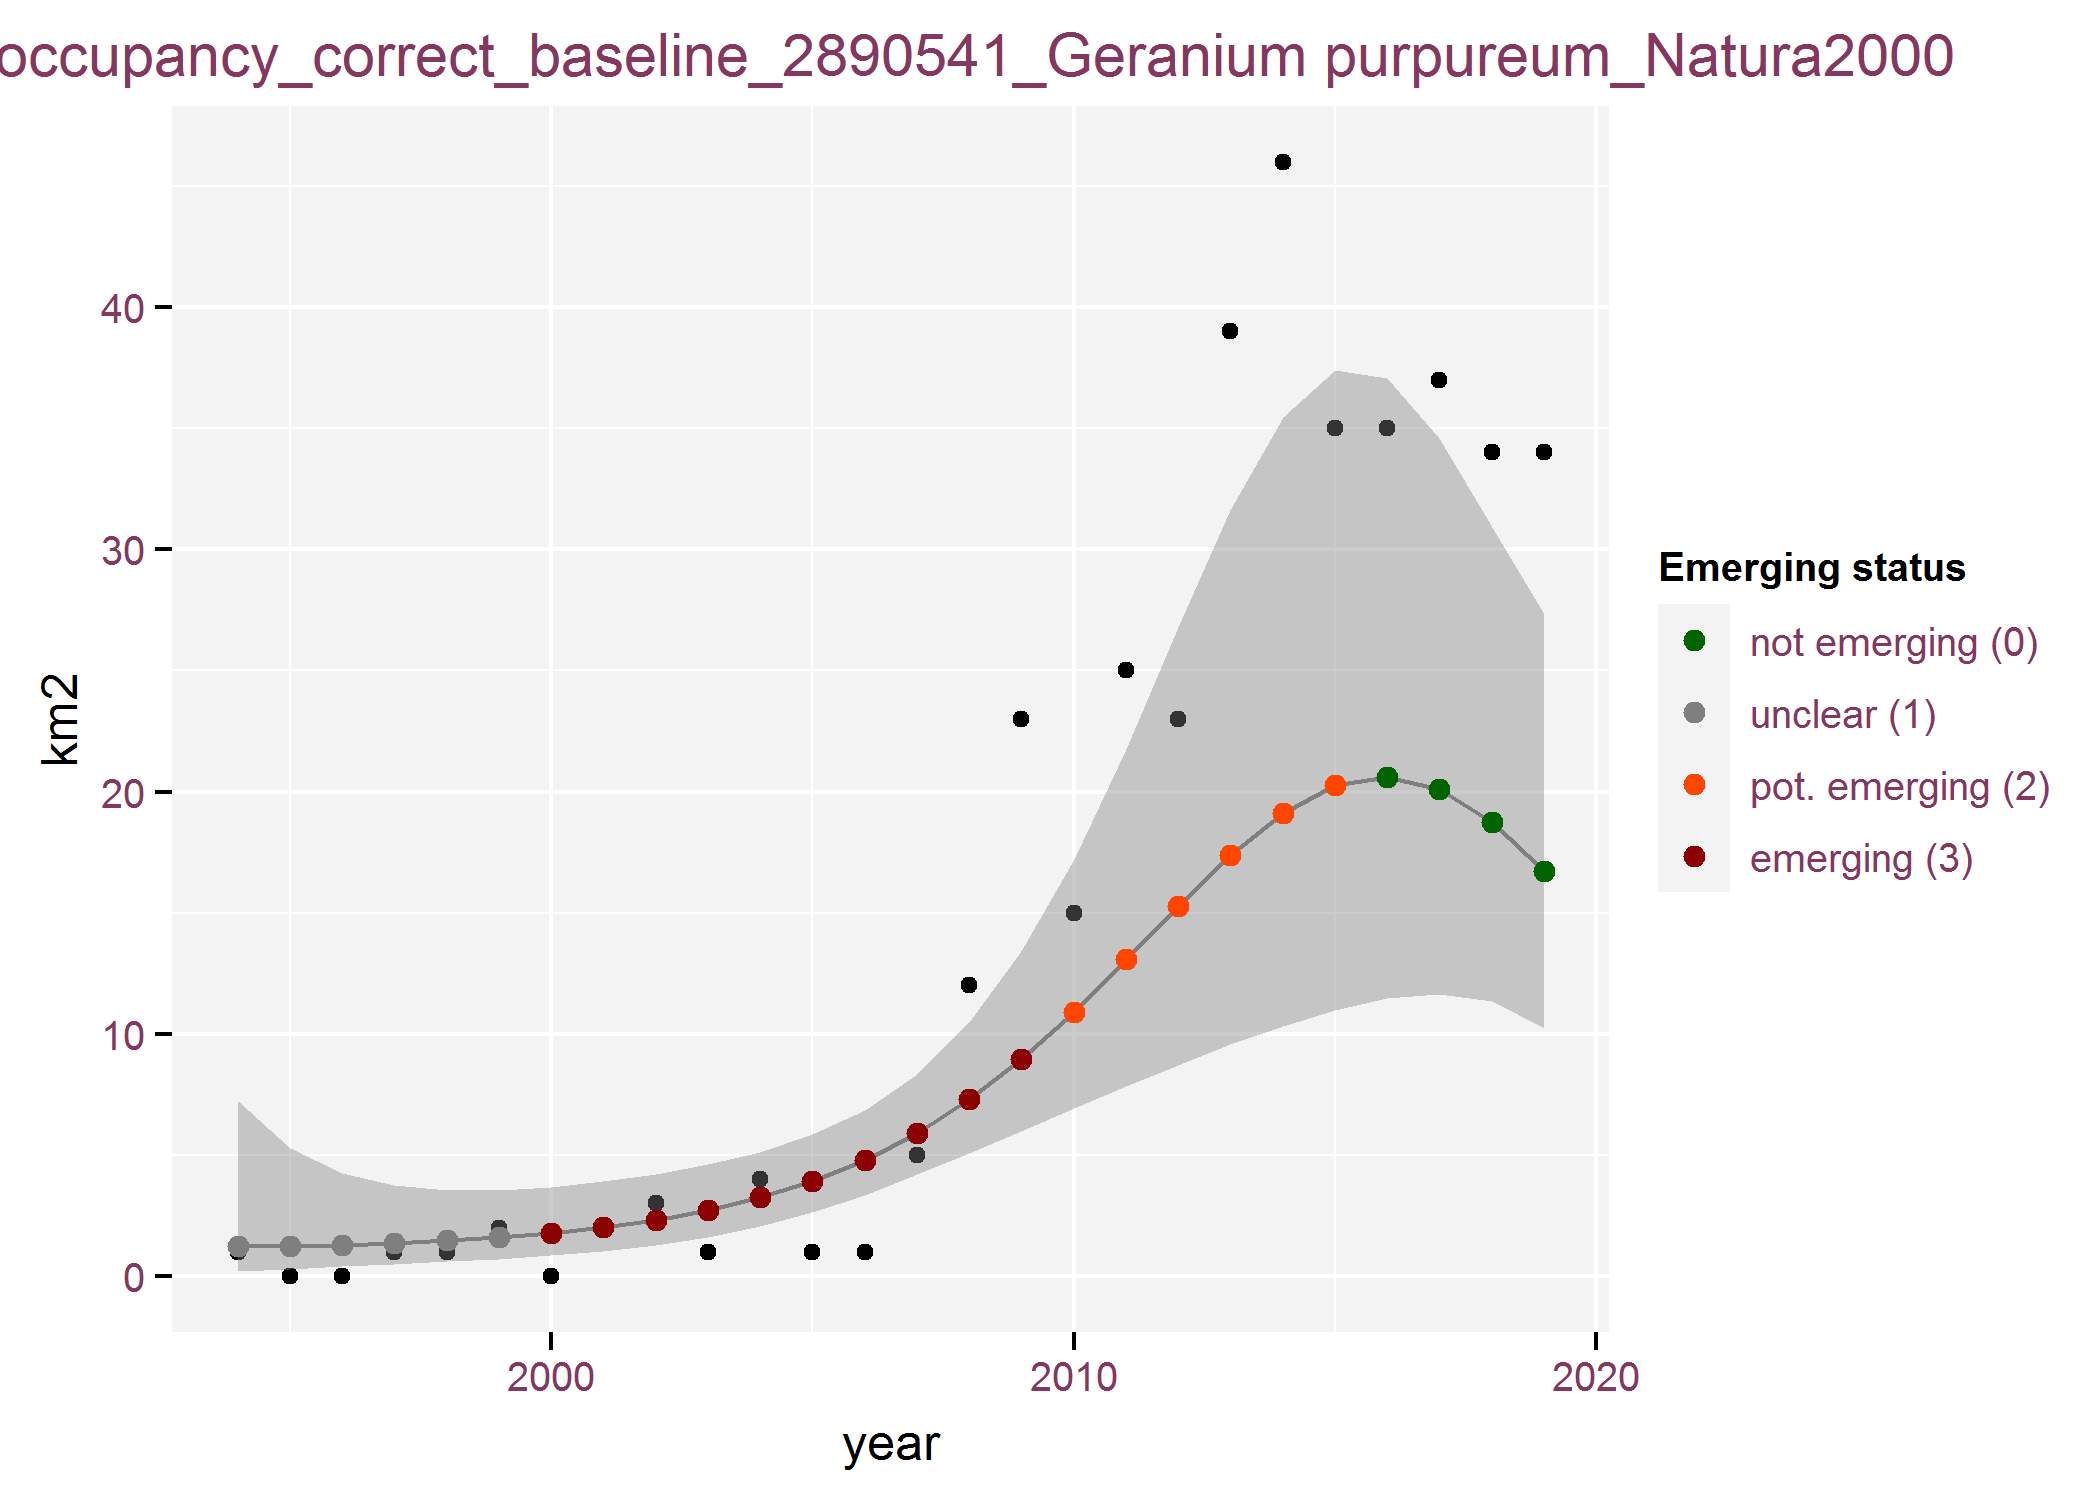 occupancy_correct_baseline_2890541_Geranium purpureum_Natura2000
40
30
20
10
0
km2
2000 2010 2020
year
Emerging status
not emerging (0)
unclear (1)
pot. emerging (2)
emerging (3)